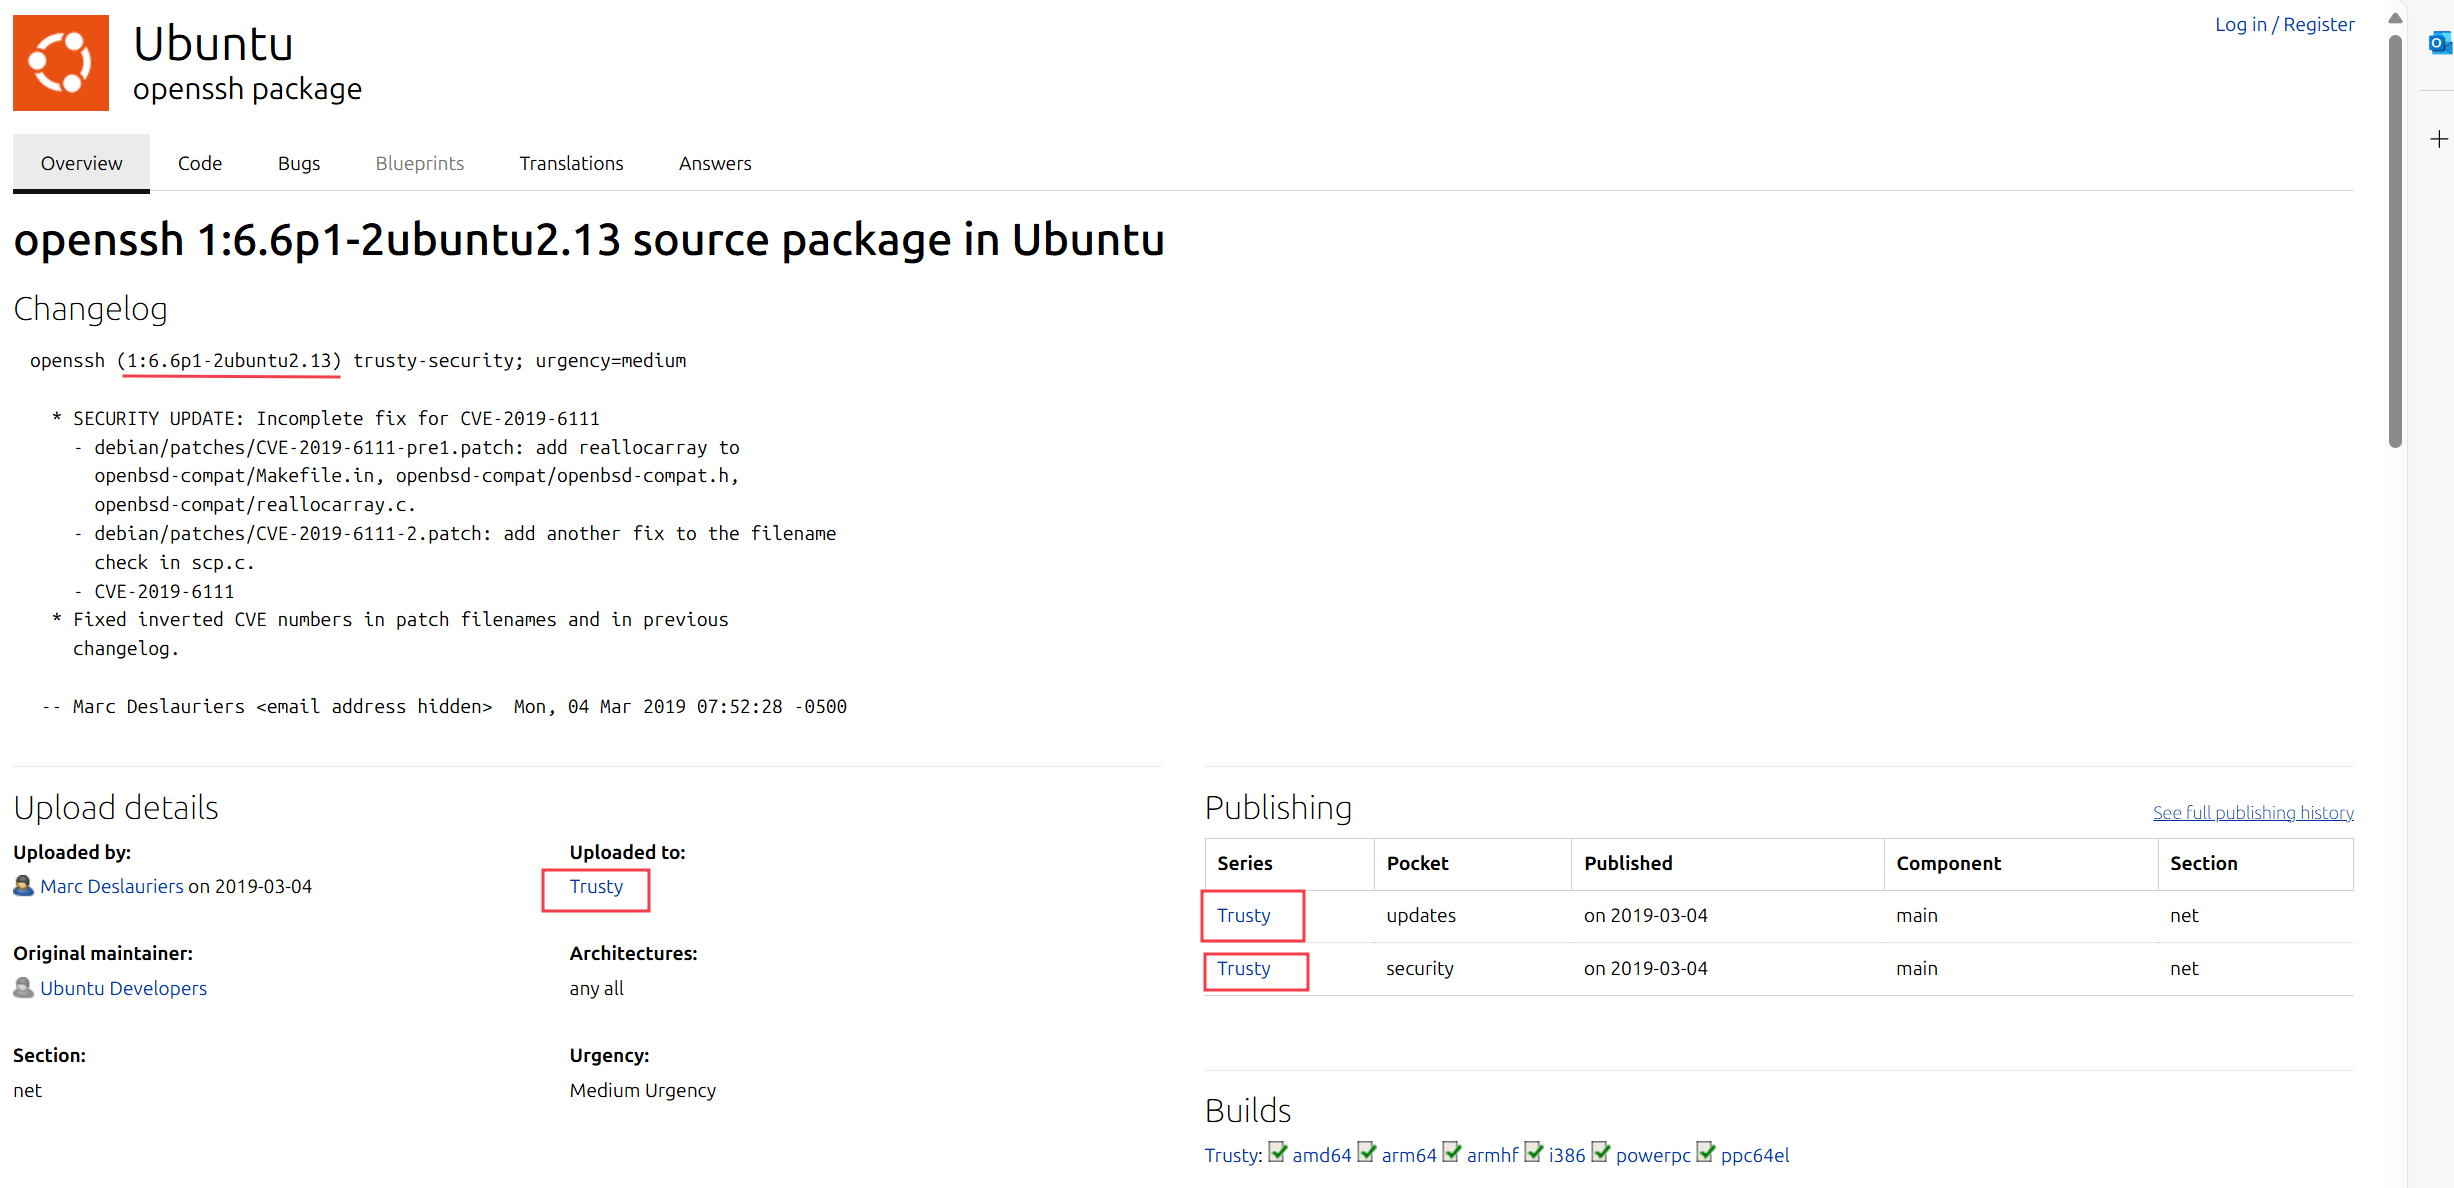 Ubuntu
openssh package
Log in / Register
Overview Code Bugs Blueprints Translations Answers
openssh 1:6.6p1-2ubuntu2.13 source package in Ubuntu
Changelog
openssh (1:6.6p1-2ubuntu2.13) trusty-security; urgency=medium
* SECURITY UPDATE: Incomplete fix for CVE-2019-6111
- debian/patches/CVE-2019-6111-pre1.patch: add reallocarray to
openbsd-compat/Makefile.in, openbsd-compat/openbsd-compat.h,
openbsd-compat/reallocarray.c.
- debian/patches/CVE-2019-6111-2.patch: add another fix to the filename
check in scp.c.
- CVE-2019-6111
* Fixed inverted CVE numbers in patch filenames and in previous
changelog.
-- Marc Deslauriers <email address hidden>  Mon, 04 Mar 2019 07:52:28 -0500
Upload details
Uploaded by:
Marc Deslauriers on 2019-03-04
Uploaded to:
Trusty
Original maintainer:
Ubuntu Developers
Architectures:
any all
Section:
net
Urgency:
Medium Urgency
Publishing
See full publishing history
Series Pocket Published Component Section
Trusty updates on 2019-03-04 main net
Trusty security on 2019-03-04 main net
Builds
Trusty: amd64 arm64 armhf i386 powerpc ppc64el